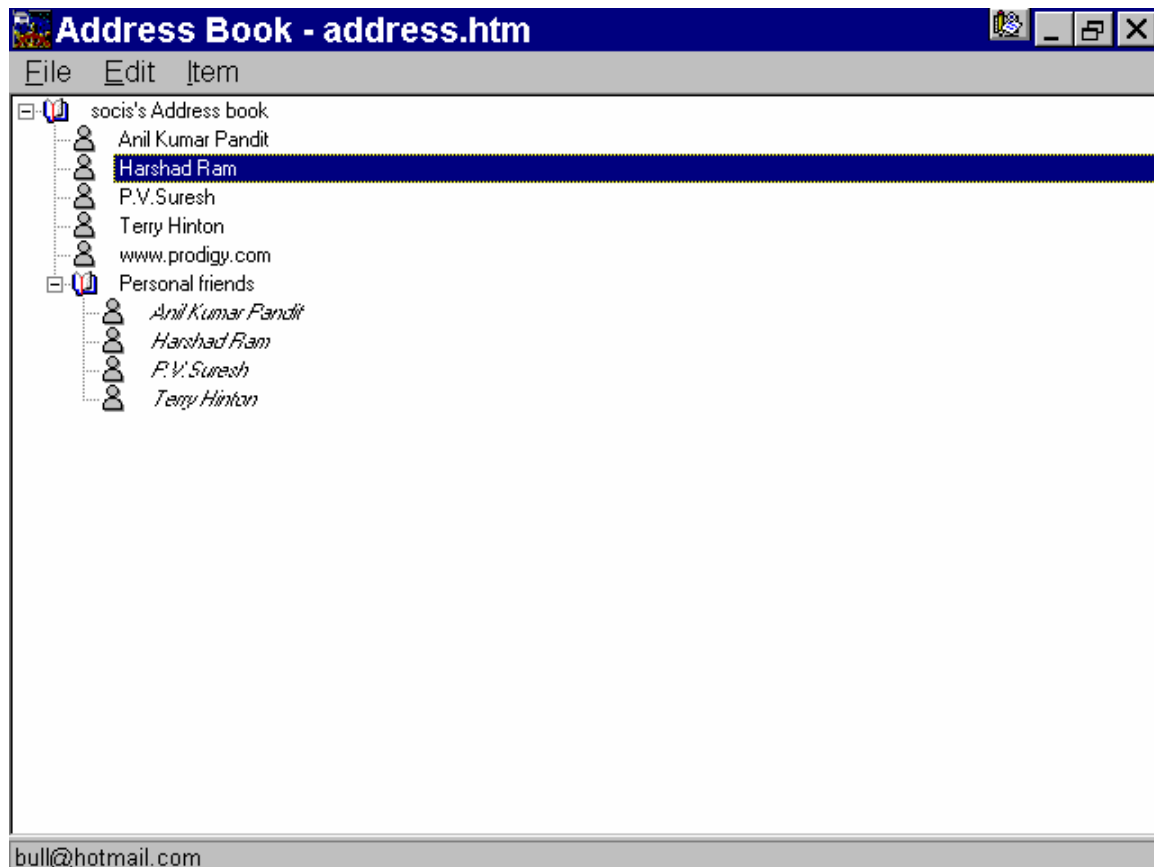 Address Book - address.htm
File Edit Item
socis's Address book
Anil Kumar Pandit
Harshad Ram
P.V.Suresh
Terry Hinton
www.prodigy.com
Personal friends
Anil Kumar Pandit
Harshad Ram
P.V.Suresh
Terry Hinton
bull@hotmail.com